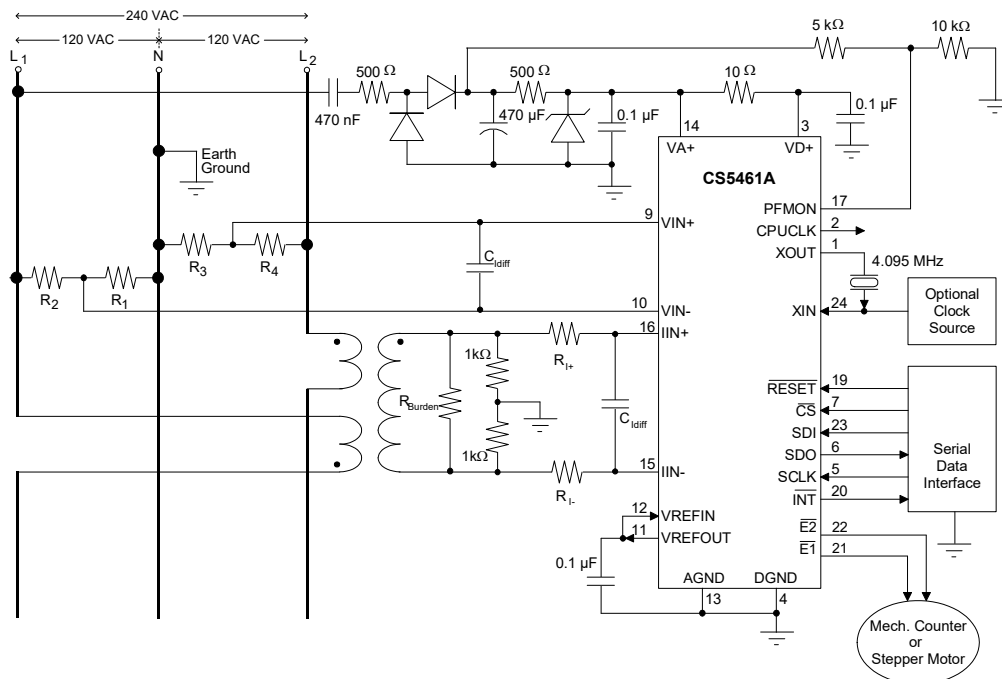 240 VAC
120 VAC
120 VAC
L1
N
L2
5 kΩ
10 kΩ
500 Ω
500 Ω
10 Ω
470 nF
470 µF
0.1 µF
0.1 µF
14
3
VA+
VD+
Earth
Ground
CS5461A
9
VIN+
PFMON
17
CPUCLK
2
XOUT
1
4.095 MHz
R3
R4
CIdiff
R2
R1
10
VIN-
XIN
24
Optional
Clock
Source
16
IIN+
RI+
1kΩ
RBurden
CIdiff
1kΩ
RI-
15
IIN-
RESET
19
CS
7
SDI
23
SDO
6
SCLK
5
INT
20
Serial
Data
Interface
12
VREFIN
11
VREFOUT
E2
22
E1
21
0.1 µF
AGND
DGND
13
4
Mech. Counter
or
Stepper Motor